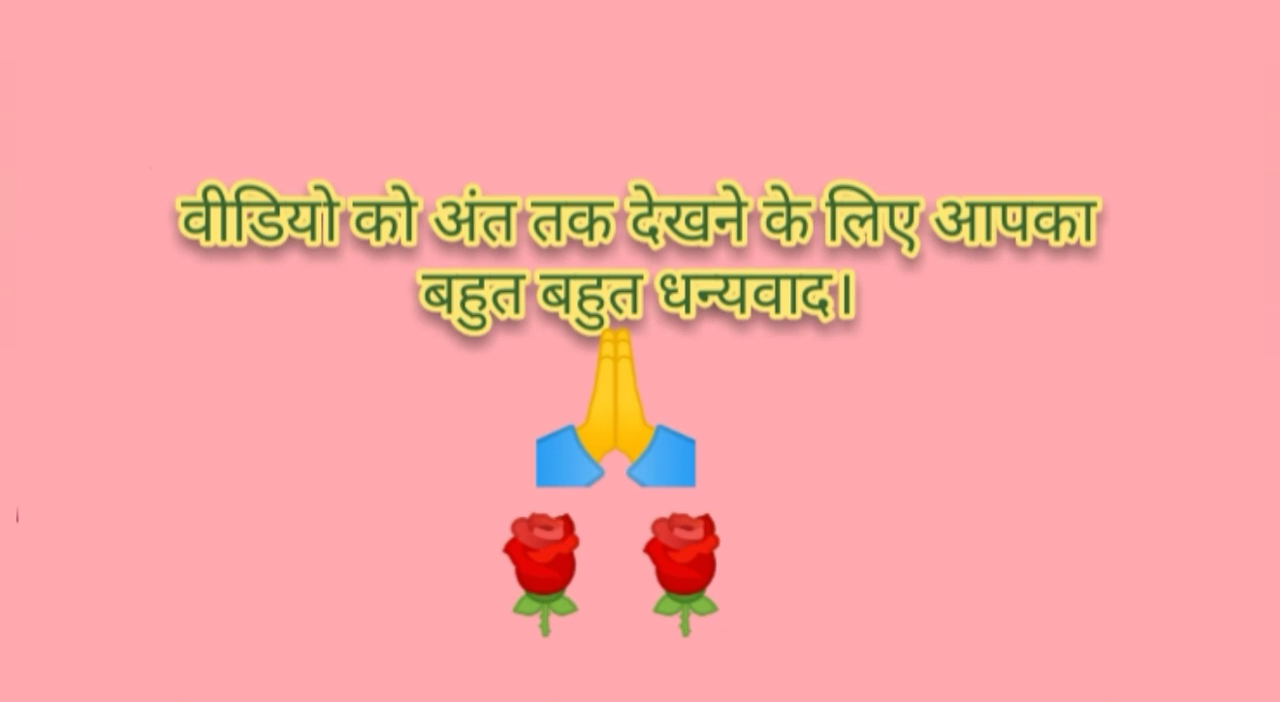 वीडियो को अंत तक देखने के लिए आपका
बहुत बहुत धन्यवाद।